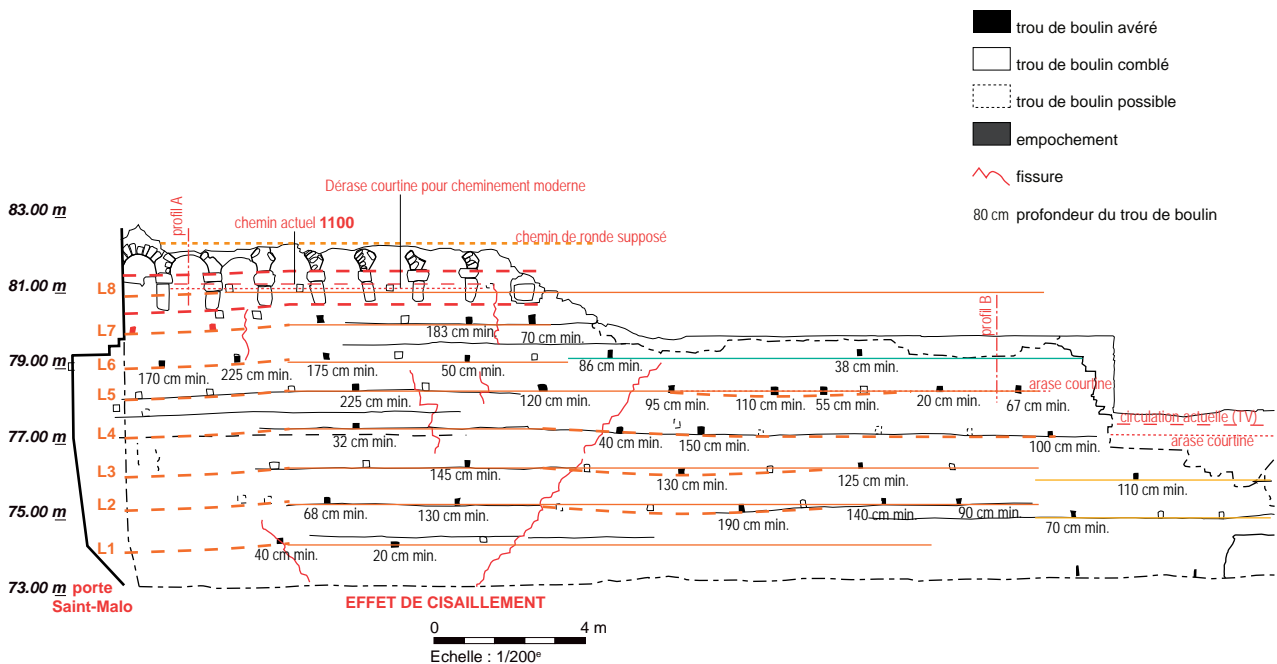 trou de boulin avéré
trou de boulin comblé
trou de boulin possible
empochement
fissure
80 cm profondeur du trou de boulin
83.00 m
81.00 m
79.00 m
77.00 m
75.00 m
73.00 m
profil A
Dérase courtine pour cheminement moderne
chemin actuel 1100
chemin de ronde supposé
L8
profil B
L7
183 cm min.
70 cm min.
L6
170 cm min.
225 cm min.
175 cm min.
50 cm min.
86 cm min.
38 cm min.
L5
225 cm min.
120 cm min.
95 cm min.
110 cm min.
55 cm min.
20 cm min.
67 cm min.
arase courtine
circulation actuelle (TV)
arase courtine
L4
32 cm min.
40 cm min.
150 cm min.
100 cm min.
L3
145 cm min.
130 cm min.
125 cm min.
110 cm min.
L2
68 cm min.
130 cm min.
190 cm min.
140 cm min.
90 cm min.
70 cm min.
L1
40 cm min.
20 cm min.
porte
Saint-Malo
EFFET DE CISAILLEMENT
0
4 m
Echelle : 1/200e